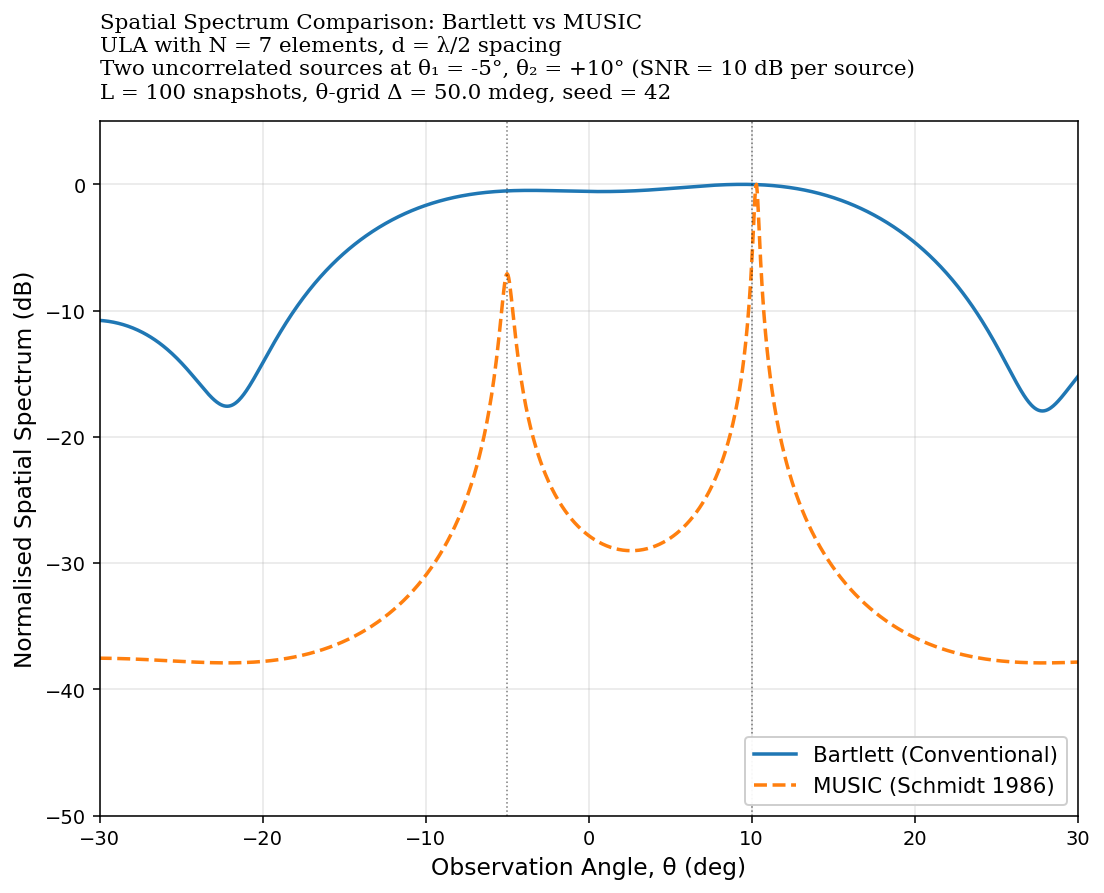 Spatial Spectrum Comparison: Bartlett vs MUSIC
ULA with N = 7 elements, d = λ/2 spacing
Two uncorrelated sources at θ₁ = -5°, θ₂ = +10° (SNR = 10 dB per source)
L = 100 snapshots, θ-grid Δ = 50.0 mdeg, seed = 42
Normalised Spatial Spectrum (dB)
0
−10
−20
−30
−40
−50
−30
−20
−10
0
10
20
30
Observation Angle, θ (deg)
Bartlett (Conventional)
MUSIC (Schmidt 1986)